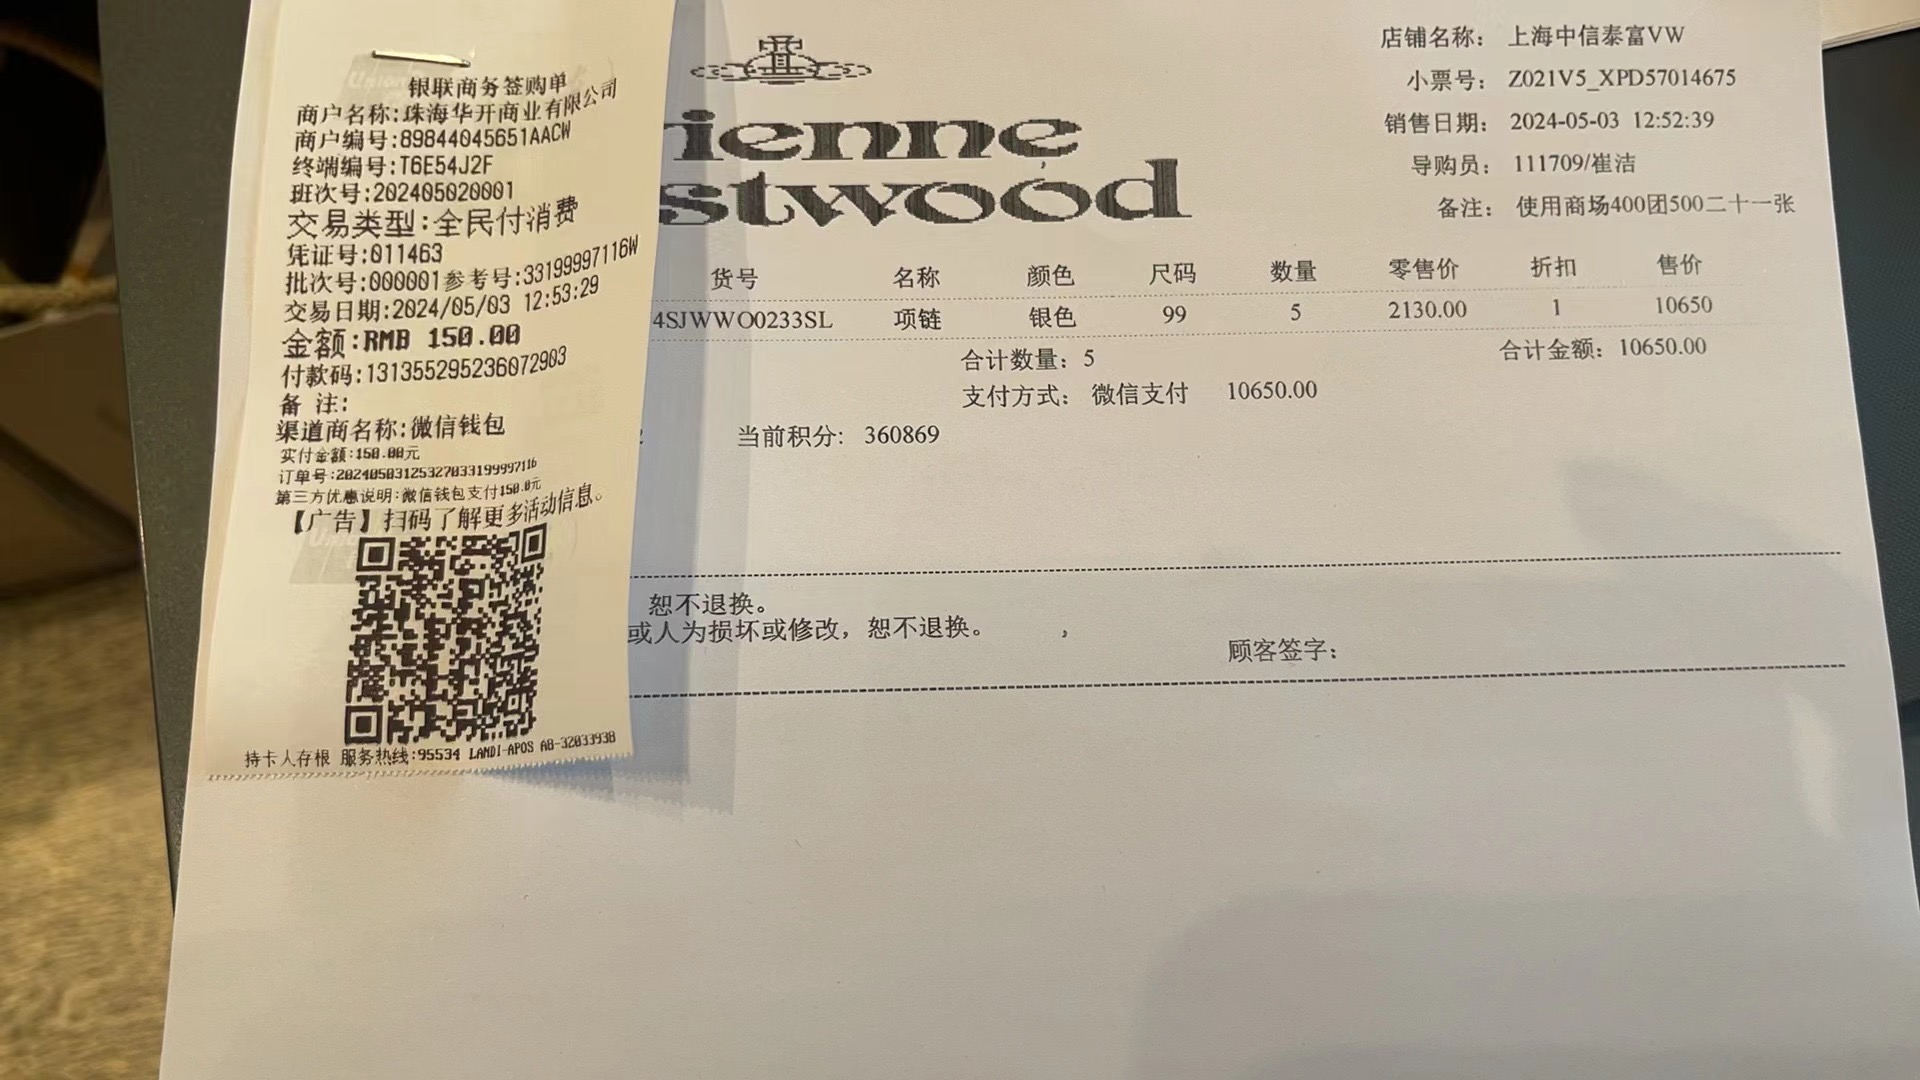 银联商务签购单
商户名称:珠海华开商业有限公司
商户编号:89844045651AACW
终端编号:T6E54J2F
班次号:202405020001
交易类型:全民付消费
凭证号:011463
批次号:000001参考号:33199997116W
交易日期:2024/05/03 12:53:29
金额:RMB 150.00
付款码:131355295236072903
备 注:
渠道商名称:微信钱包
实付金额:150.00元
订单号:20240503125327033199997116
第三方优惠说明:微信钱包支付150.0元
【广告】扫码了解更多活动信息。
持卡人存根 服务热线:95534 LANDI-APOS A8-32033938
ienne
stwood
店铺名称: 上海中信泰富VW
小票号: Z021V5_XPD57014675
销售日期: 2024-05-03 12:52:39
导购员: 111709/崔洁
备注: 使用商场400团500二十一张
货号 名称 颜色 尺码 数量 零售价 折扣 售价
4SJWWO0233SL 项链 银色 99 5 2130.00 1 10650
合计数量: 5 合计金额: 10650.00
支付方式: 微信支付 10650.00
当前积分: 360869
恕不退换。
或人为损坏或修改,恕不退换。
顾客签字: